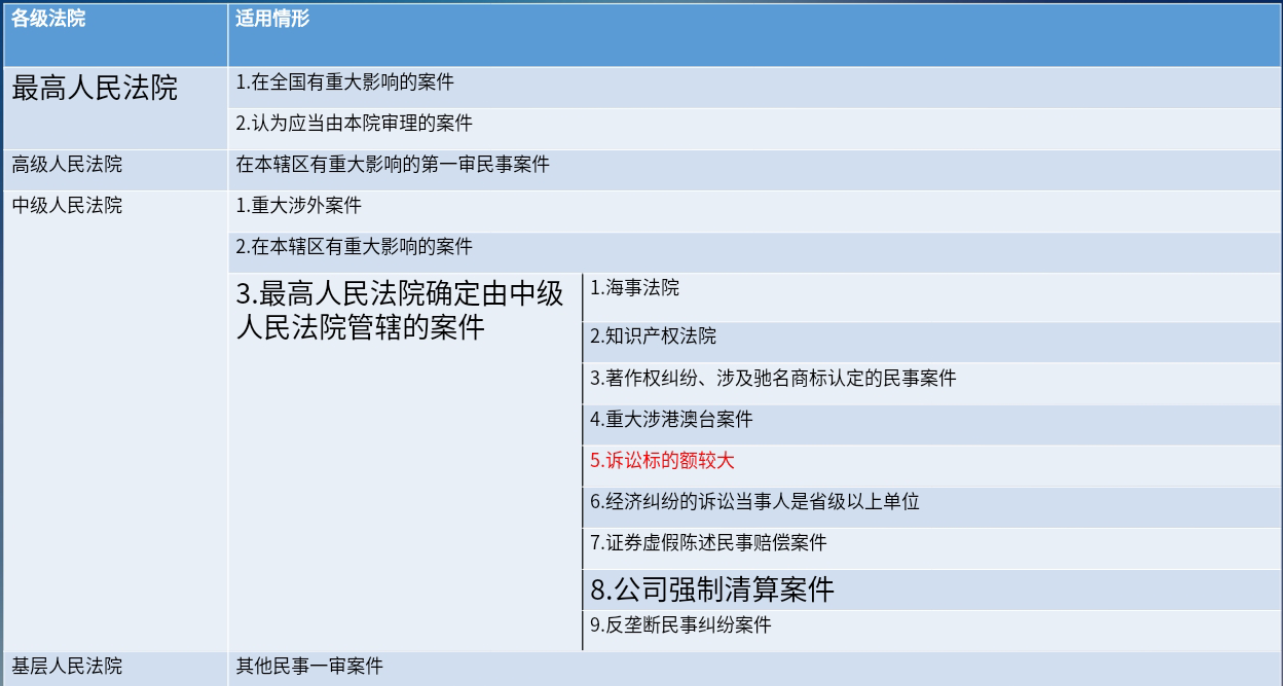 各级法院
适用情形
最高人民法院
1.在全国有重大影响的案件
2.认为应当由本院审理的案件
高级人民法院
在本辖区有重大影响的第一审民事案件
中级人民法院
1.重大涉外案件
2.在本辖区有重大影响的案件
3.最高人民法院确定由中级
人民法院管辖的案件
1.海事法院
2.知识产权法院
3.著作权纠纷、涉及驰名商标认定的民事案件
4.重大涉港澳台案件
5.诉讼标的额较大
6.经济纠纷的诉讼当事人是省级以上单位
7.证券虚假陈述民事赔偿案件
8.公司强制清算案件
9.反垄断民事纠纷案件
基层人民法院
其他民事一审案件